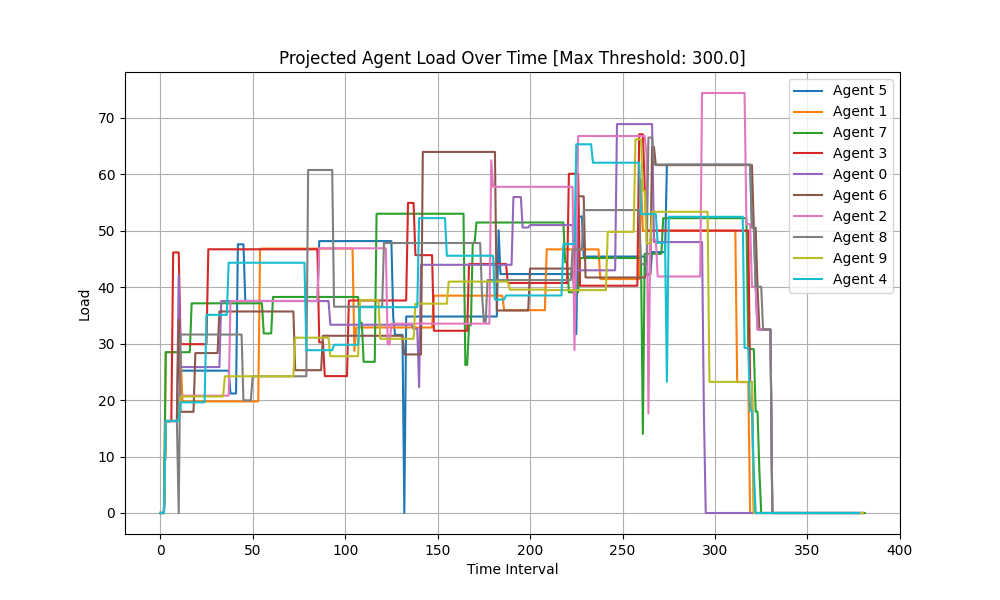 Projected Agent Load Over Time [Max Threshold: 300.0]
Load
70
60
50
40
30
20
10
0
0 50 100 150 200 250 300 350 400
Time Interval
Agent 5
Agent 1
Agent 7
Agent 3
Agent 0
Agent 6
Agent 2
Agent 8
Agent 9
Agent 4